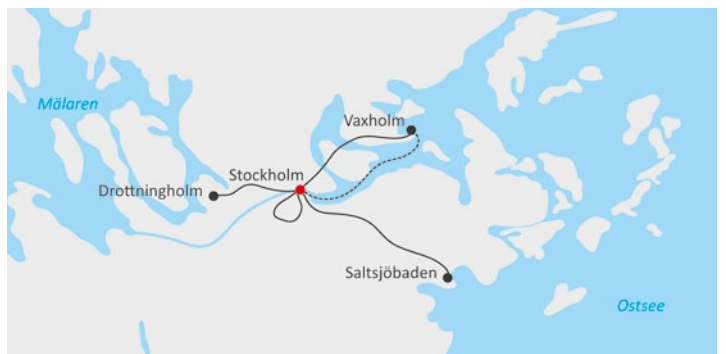 Mälaren
Vaxholm
Stockholm
Drottningholm
Saltsjöbaden
Ostsee